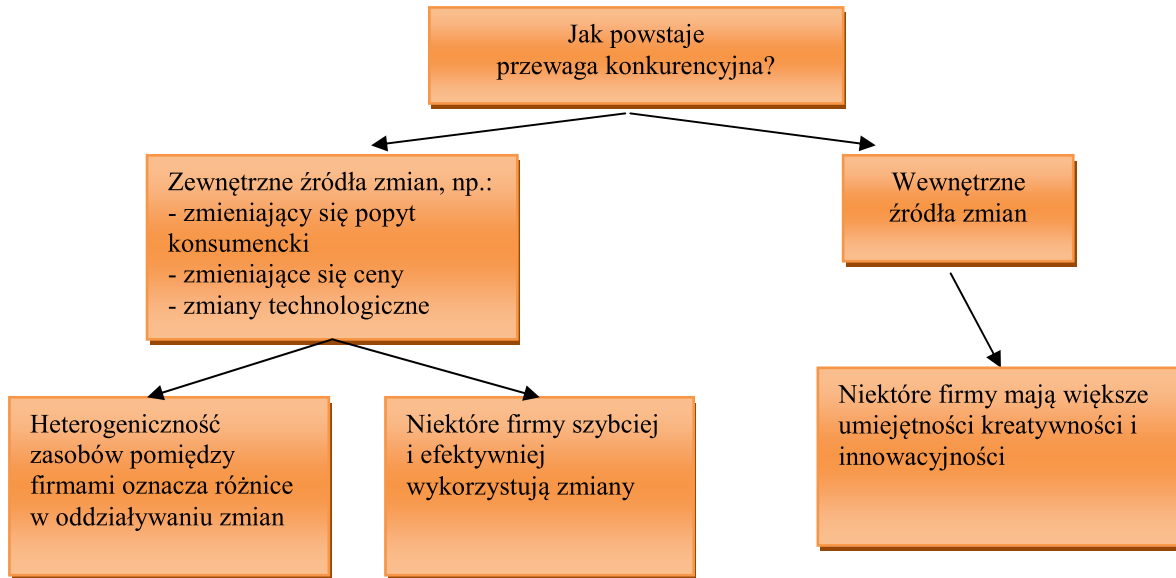 Jak powstaje
przewaga konkurencyjna?
Zewnętrzne źródła zmian, np.:
- zmieniający się popyt
konsumencki
- zmieniające się ceny
- zmiany technologiczne
Wewnętrzne
źródła zmian
Heterogeniczność
zasobów pomiędzy
firmami oznacza różnice
w oddziaływaniu zmian
Niektóre firmy szybciej
i efektywniej
wykorzystują zmiany
Niektóre firmy mają większe
umiejętności kreatywności i
innowacyjności